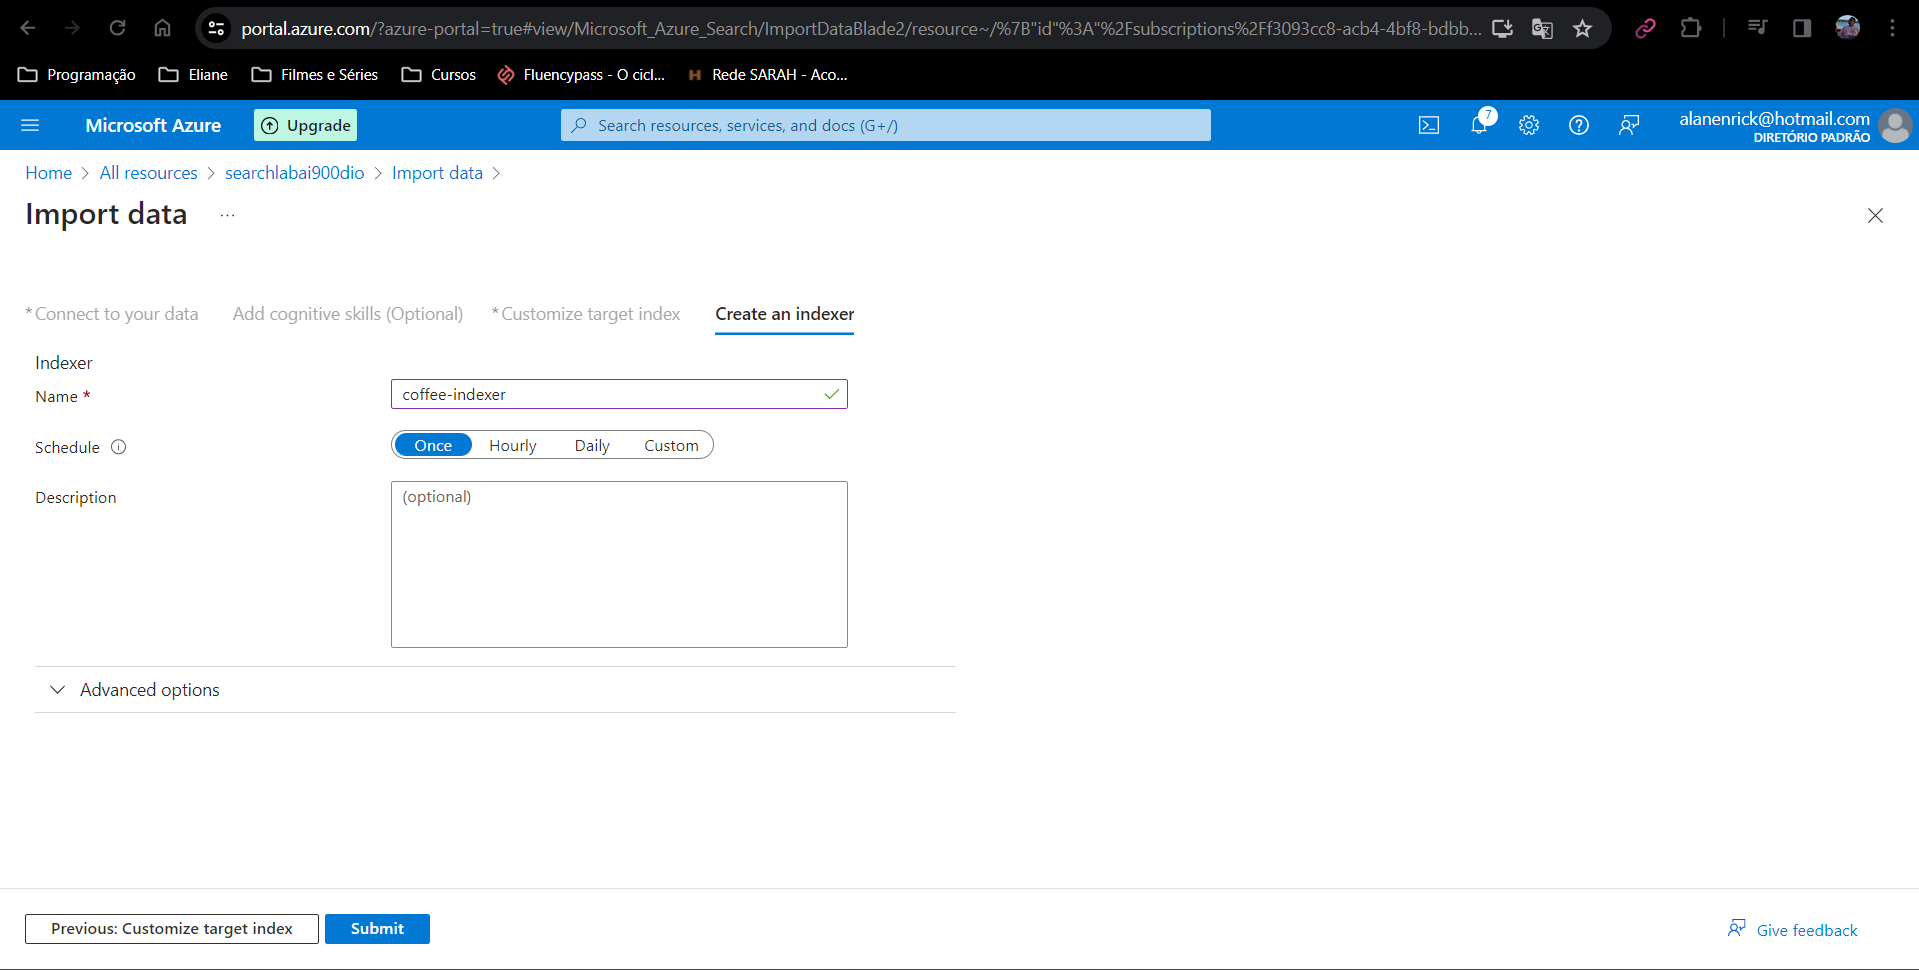 portal.azure.com/?azure-portal=true#view/Microsoft_Azure_Search/ImportDataBlade2/resource~/%7B"id"%3A"%2Fsubscriptions%2Ff3093cc8-acb4-4bf8-bdbb...
Programação Eliane Filmes e Séries Cursos Fluencypass - O cicl... H Rede SARAH - Aco...
Microsoft Azure Upgrade Search resources, services, and docs (G+/) 7 alanenrick@hotmail.com
DIRETÓRIO PADRÃO
Home > All resources > searchlabai900dio > Import data >
Import data ...
* Connect to your data Add cognitive skills (Optional) * Customize target index Create an indexer
Indexer
Name * coffee-indexer
Schedule Once Hourly Daily Custom
Description (optional)
Advanced options
Previous: Customize target index Submit Give feedback